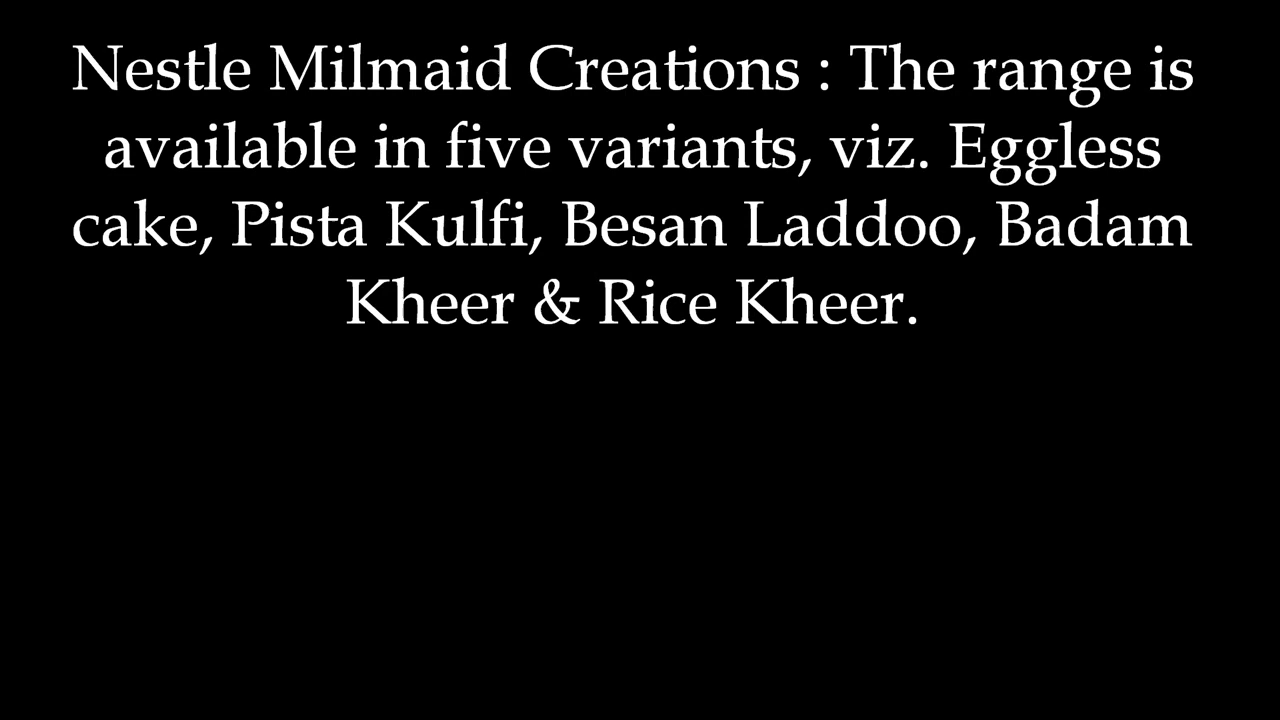 Nestle Milmaid Creations : The range is
available in five variants, viz. Eggless
cake, Pista Kulfi, Besan Laddoo, Badam
Kheer & Rice Kheer.